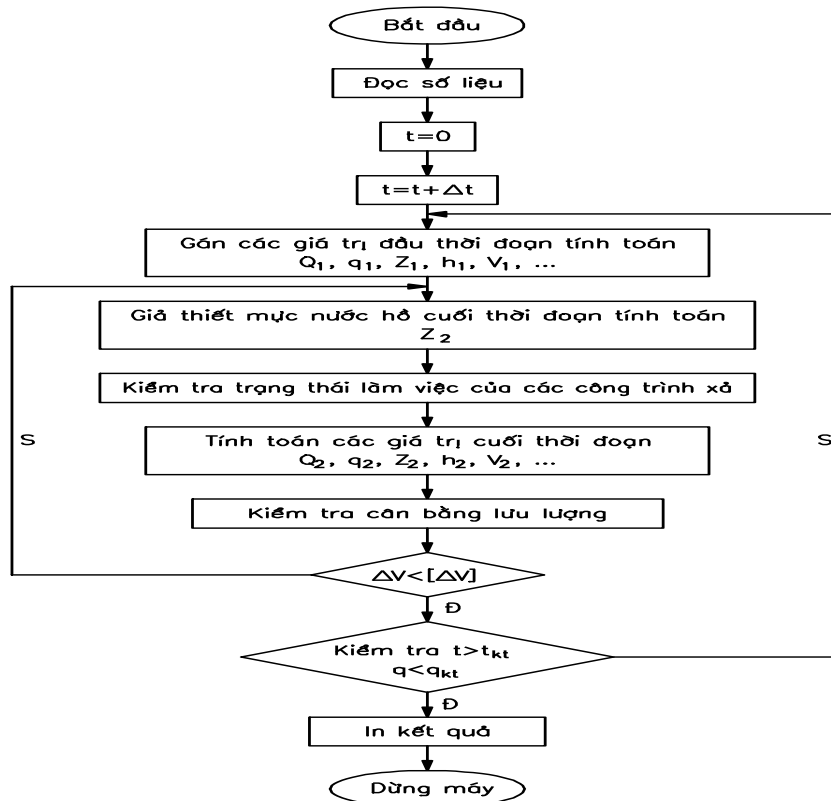 Bắt đầu
Đọc số liệu
t=0
t=t+Δt
Gán các giá trị đầu thời đoạn tính toán
Q₁, q₁, Z₁, h₁, V₁, ...
Giả thiết mực nước hồ cuối thời đoạn tính toán
Z₂
Kiểm tra trạng thái làm việc của các công trình xả
S
S
Tính toán các giá trị cuối thời đoạn
Q₂, q₂, Z₂, h₂, V₂, ...
Kiểm tra cân bằng lưu lượng
ΔV<[ΔV]
Đ
Kiểm tra t>tₖₜ
q<qₖₜ
Đ
In kết quả
Dừng máy